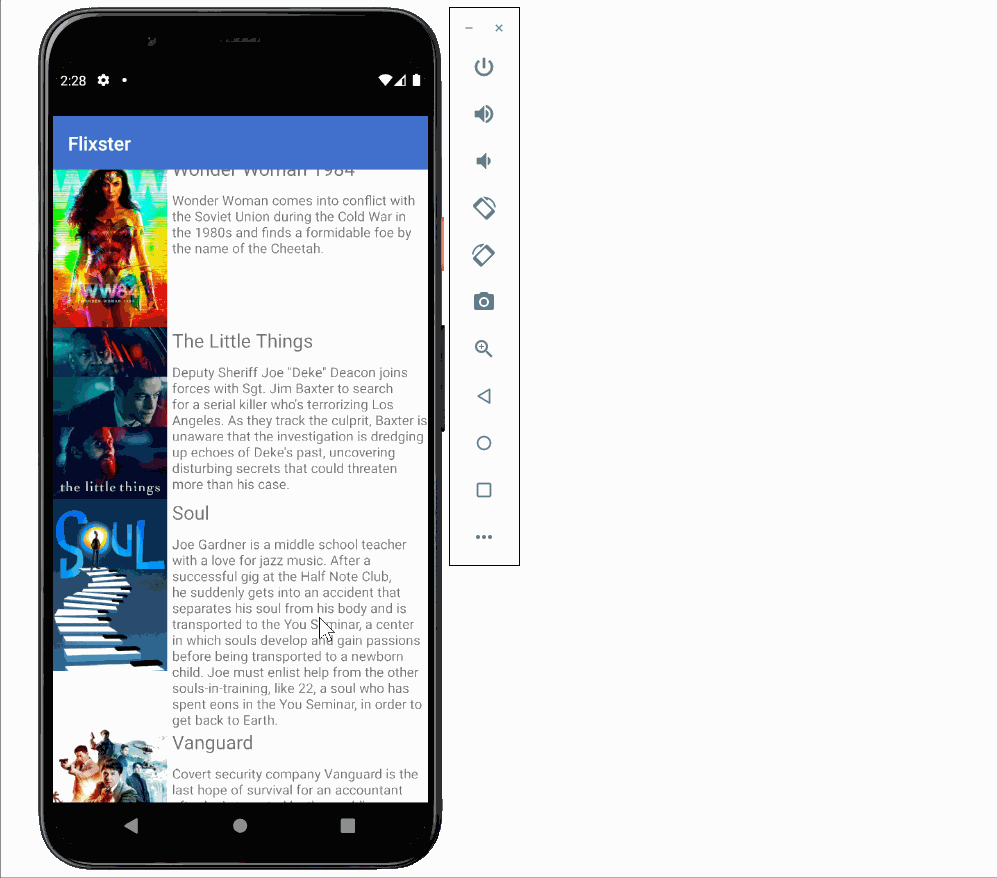 2:28
Flixster
Wonder Woman 1984
Wonder Woman comes into conflict with
the Soviet Union during the Cold War in
the 1980s and finds a formidable foe by
the name of the Cheetah.
WW84
WONDER WOMAN 1984
The Little Things
Deputy Sheriff Joe "Deke" Deacon joins
forces with Sgt. Jim Baxter to search
for a serial killer who's terrorizing Los
Angeles. As they track the culprit, Baxter is
unaware that the investigation is dredging
up echoes of Deke's past, uncovering
disturbing secrets that could threaten
more than his case.
the little things
Soul
SOUL
Joe Gardner is a middle school teacher
with a love for jazz music. After a
successful gig at the Half Note Club,
he suddenly gets into an accident that
separates his soul from his body and is
transported to the You Seminar, a center
in which souls develop and gain passions
before being transported to a newborn
child. Joe must enlist help from the other
souls-in-training, like 22, a soul who has
spent eons in the You Seminar, in order to
get back to Earth.
Vanguard
Covert security company Vanguard is the
last hope of survival for an accountant